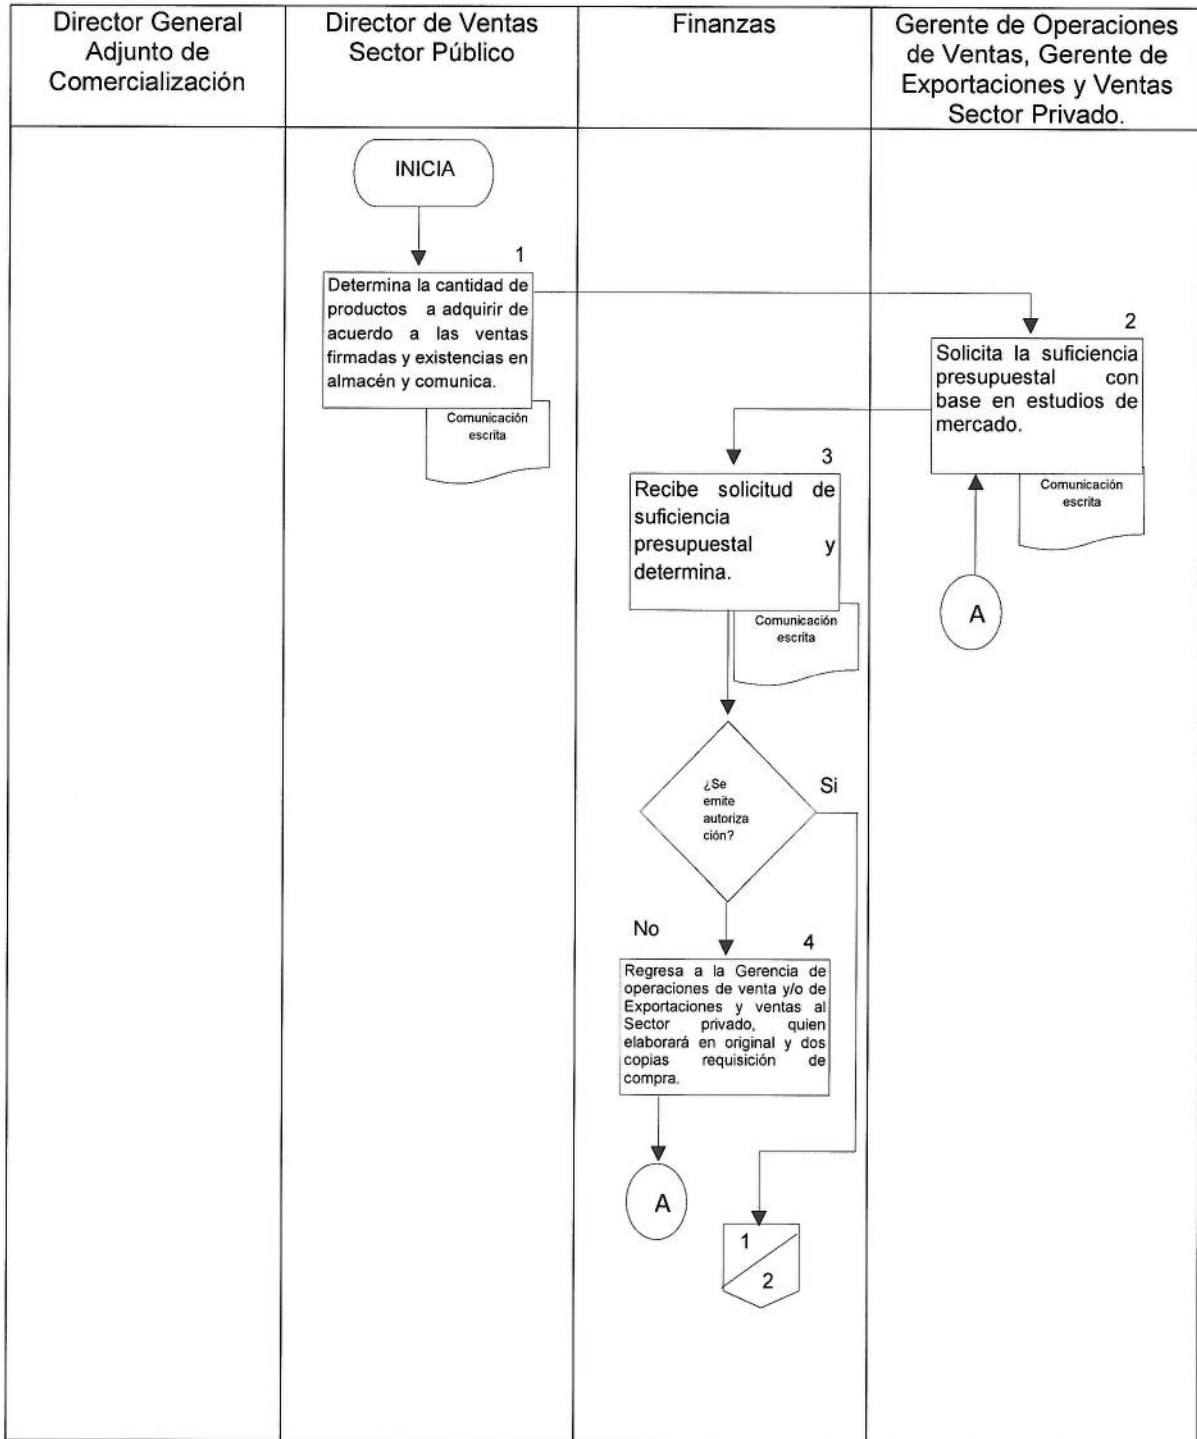 Director General
Adjunto de
Comercialización
Director de Ventas
Sector Público
Finanzas
Gerente de Operaciones
de Ventas, Gerente de
Exportaciones y Ventas
Sector Privado.
INICIA
1
Determina la cantidad de
productos a adquirir de
acuerdo a las ventas
firmadas y existencias en
almacén y comunica.
Comunicación
escrita
2
Solicita la suficiencia
presupuestal con
base en estudios de
mercado.
Comunicación
escrita
A
3
Recibe solicitud de
suficiencia
presupuestal y
determina.
Comunicación
escrita
¿Se
emite
autoriza
ción?
Si
No
4
Regresa a la Gerencia de
operaciones de venta y/o de
Exportaciones y ventas al
Sector privado, quien
elaborará en original y dos
copias requisición de
compra.
A
1
2